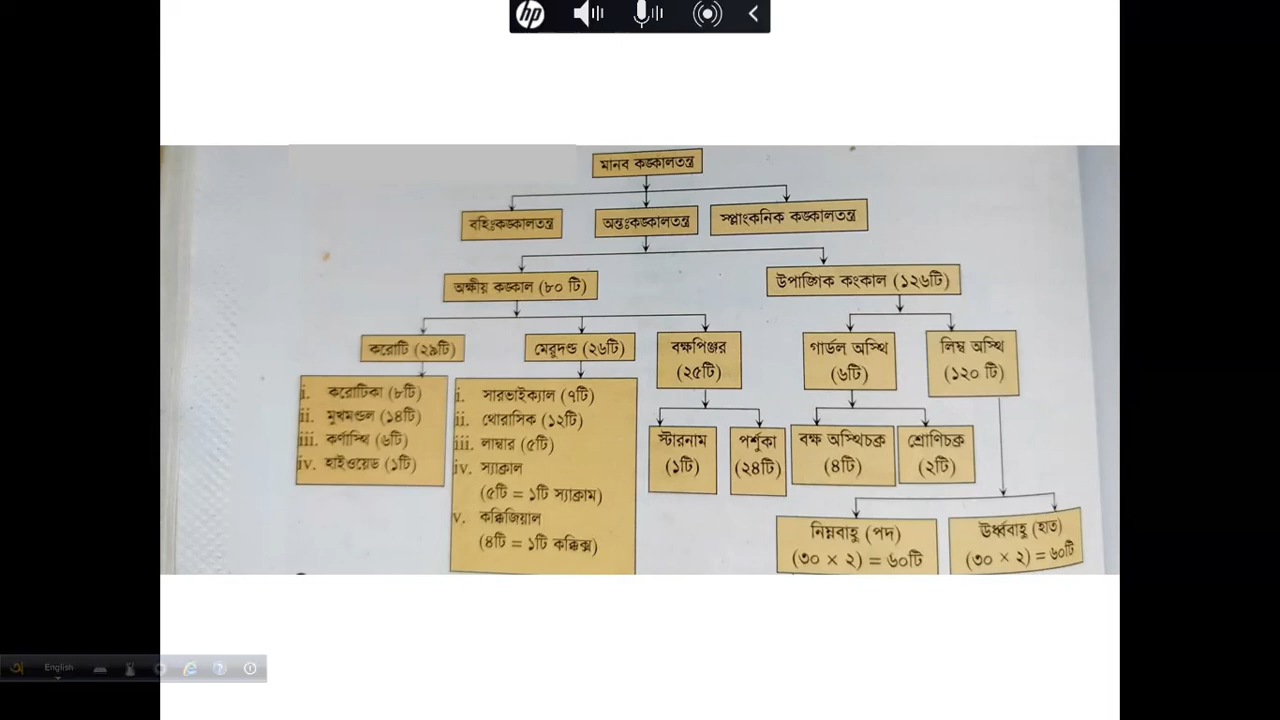 মানব কঙ্কালতন্ত্র
বহিঃকঙ্কালতন্ত্র
অন্তঃকঙ্কালতন্ত্র
স্প্লাংকনিক কঙ্কালতন্ত্র
অক্ষীয় কঙ্কাল (৮০ টি)
উপাঙ্গিক কংকাল (১২৬টি)
করোটি (২৯টি)
মেরুদণ্ড (২৬টি)
বক্ষপিঞ্জর
(২৫টি)
গার্ডল অস্থি
(৬টি)
লিম্ব অস্থি
(১২০ টি)
i. করোটিকা (৮টি)
ii. মুখমণ্ডল (১৪টি)
iii. কর্ণাস্থি (৬টি)
iv. হাইওয়েড (১টি)
i. সারভাইক্যাল (৭টি)
ii. থোরাসিক (১২টি)
iii. লাম্বার (৫টি)
iv. স্যাক্রাল
(৫টি = ১টি স্যাক্রাম)
v. কক্কিজিয়াল
(৪টি = ১টি কক্কিক্স)
স্টারনাম
(১টি)
পর্শুকা
(২৪টি)
বক্ষ অস্থিচক্র
(৪টি)
শ্রোণিচক্র
(২টি)
নিম্নবাহু (পদ)
(৩০ × ২) = ৬০টি
উর্ধ্ববাহু (হাত)
(৩০ × ২) = ৬০টি
hp
অ English